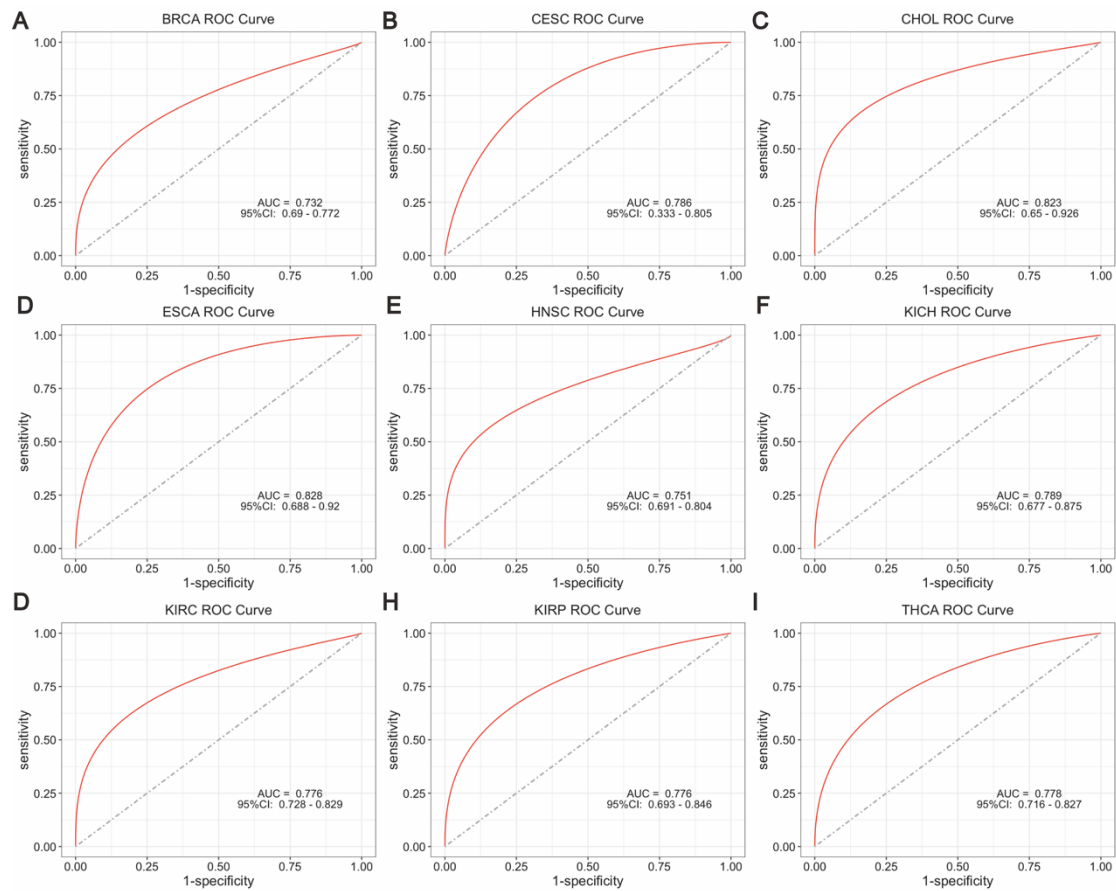 A
BRCA ROC Curve
1.00
0.75
0.50
0.25
0.00
sensitivity
AUC = 0.732
95%CI: 0.69 - 0.772
0.00 0.25 0.50 0.75 1.00
1-specificity
B
CESC ROC Curve
1.00
0.75
0.50
0.25
0.00
sensitivity
AUC = 0.786
95%CI: 0.333 - 0.805
0.00 0.25 0.50 0.75 1.00
1-specificity
C
CHOL ROC Curve
1.00
0.75
0.50
0.25
0.00
sensitivity
AUC = 0.823
95%CI: 0.65 - 0.926
0.00 0.25 0.50 0.75 1.00
1-specificity
D
ESCA ROC Curve
1.00
0.75
0.50
0.25
0.00
sensitivity
AUC = 0.828
95%CI: 0.688 - 0.92
0.00 0.25 0.50 0.75 1.00
1-specificity
E
HNSC ROC Curve
1.00
0.75
0.50
0.25
0.00
sensitivity
AUC = 0.751
95%CI: 0.691 - 0.804
0.00 0.25 0.50 0.75 1.00
1-specificity
F
KICH ROC Curve
1.00
0.75
0.50
0.25
0.00
sensitivity
AUC = 0.789
95%CI: 0.677 - 0.875
0.00 0.25 0.50 0.75 1.00
1-specificity
D
KIRC ROC Curve
1.00
0.75
0.50
0.25
0.00
sensitivity
AUC = 0.776
95%CI: 0.728 - 0.829
0.00 0.25 0.50 0.75 1.00
1-specificity
H
KIRP ROC Curve
1.00
0.75
0.50
0.25
0.00
sensitivity
AUC = 0.776
95%CI: 0.693 - 0.846
0.00 0.25 0.50 0.75 1.00
1-specificity
I
THCA ROC Curve
1.00
0.75
0.50
0.25
0.00
sensitivity
AUC = 0.778
95%CI: 0.716 - 0.827
0.00 0.25 0.50 0.75 1.00
1-specificity